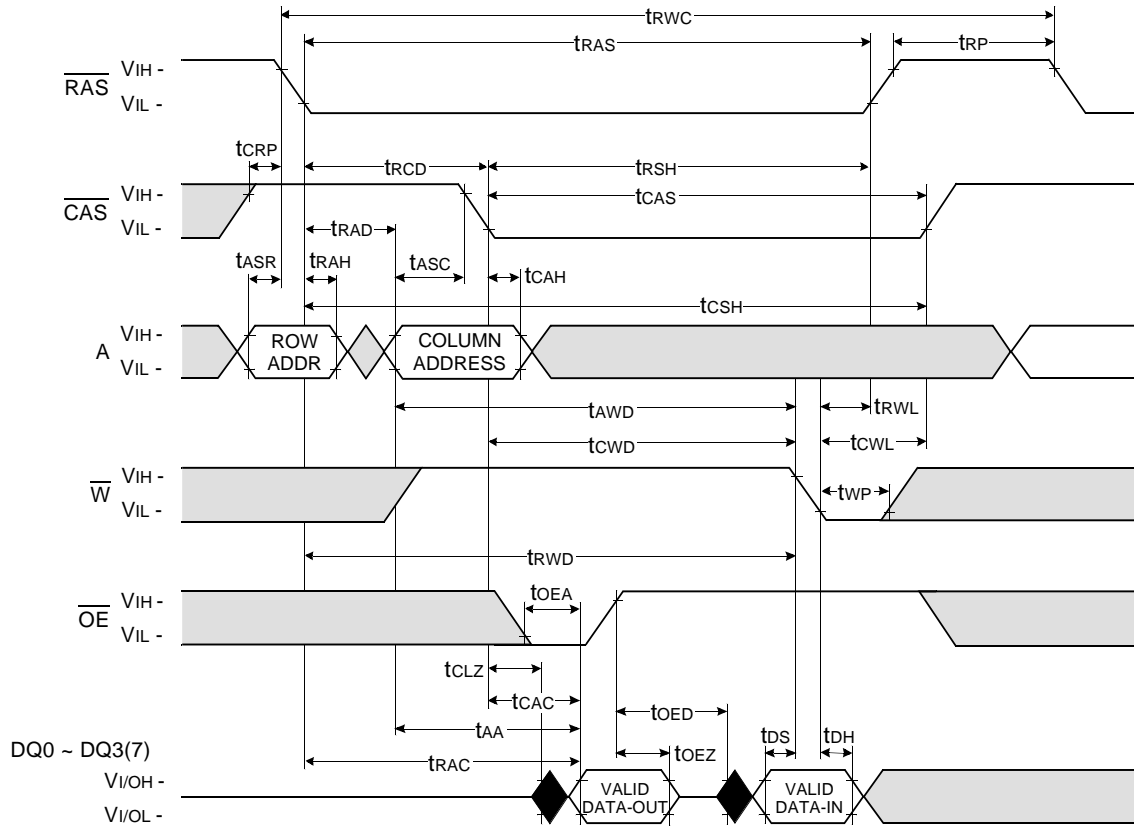 tRWC
tRAS
tRP
RAS
VIH -
VIL -
tCRP
tRCD
tRSH
CAS
VIH -
VIL -
tCAS
tRAD
tASR
tRAH
tASC
tCAH
tCSH
A
VIH -
VIL -
ROW
ADDR
COLUMN
ADDRESS
tAWD
tRWL
tCWD
tCWL
W
VIH -
VIL -
tWP
tRWD
OE
VIH -
VIL -
tOEA
tCLZ
tCAC
tOED
tAA
tOEZ
tDS
tDH
DQ0 ~ DQ3(7)
tRAC
VI/OH -
VI/OL -
VALID
DATA-OUT
VALID
DATA-IN